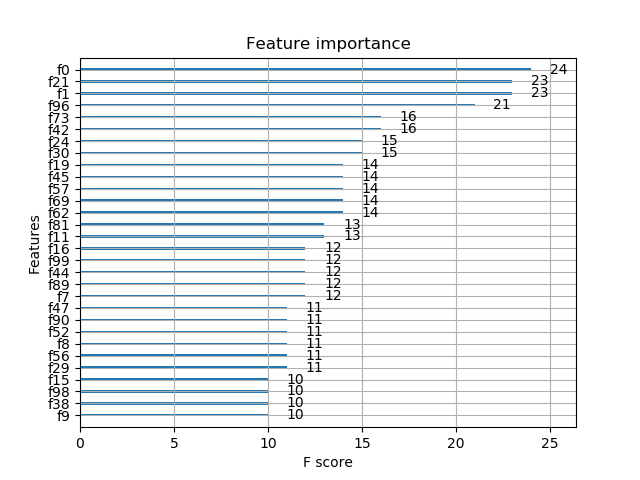 Feature importance
f0 24
f21 23
f1 23
f96 21
f73 16
f42 16
f24 15
f30 15
f19 14
f45 14
f57 14
f69 14
f62 14
f81 13
f11 13
f16 12
f99 12
f44 12
f89 12
f7 12
f47 11
f90 11
f52 11
f8 11
f56 11
f29 11
f15 10
f98 10
f38 10
f9 10
Features
0 5 10 15 20 25
F score